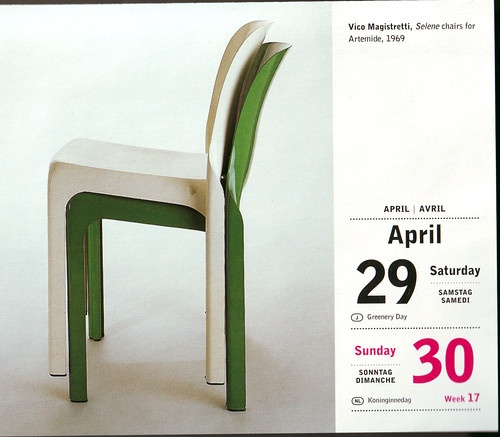 Vico Magistretti, Selene chairs for
Artemide, 1969
APRIL | AVRIL
April
29 Saturday
SAMSTAG
SAMEDI
J Greenery Day
Sunday 30
SONNTAG
DIMANCHE
NL Koninginnedag
Week 17